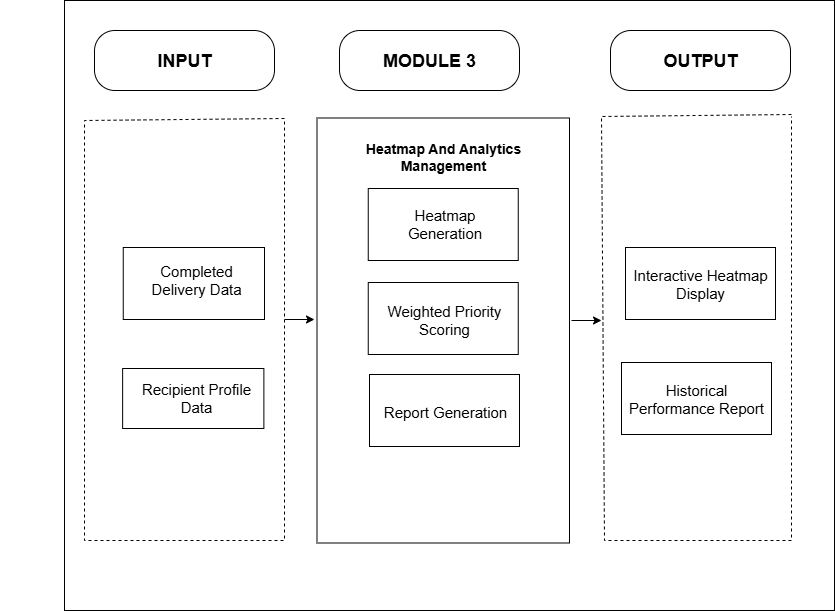 INPUT
MODULE 3
OUTPUT
Heatmap And Analytics
Management
Heatmap
Generation
Completed
Delivery Data
Interactive Heatmap
Display
Weighted Priority
Scoring
Recipient Profile
Data
Report Generation
Historical
Performance Report